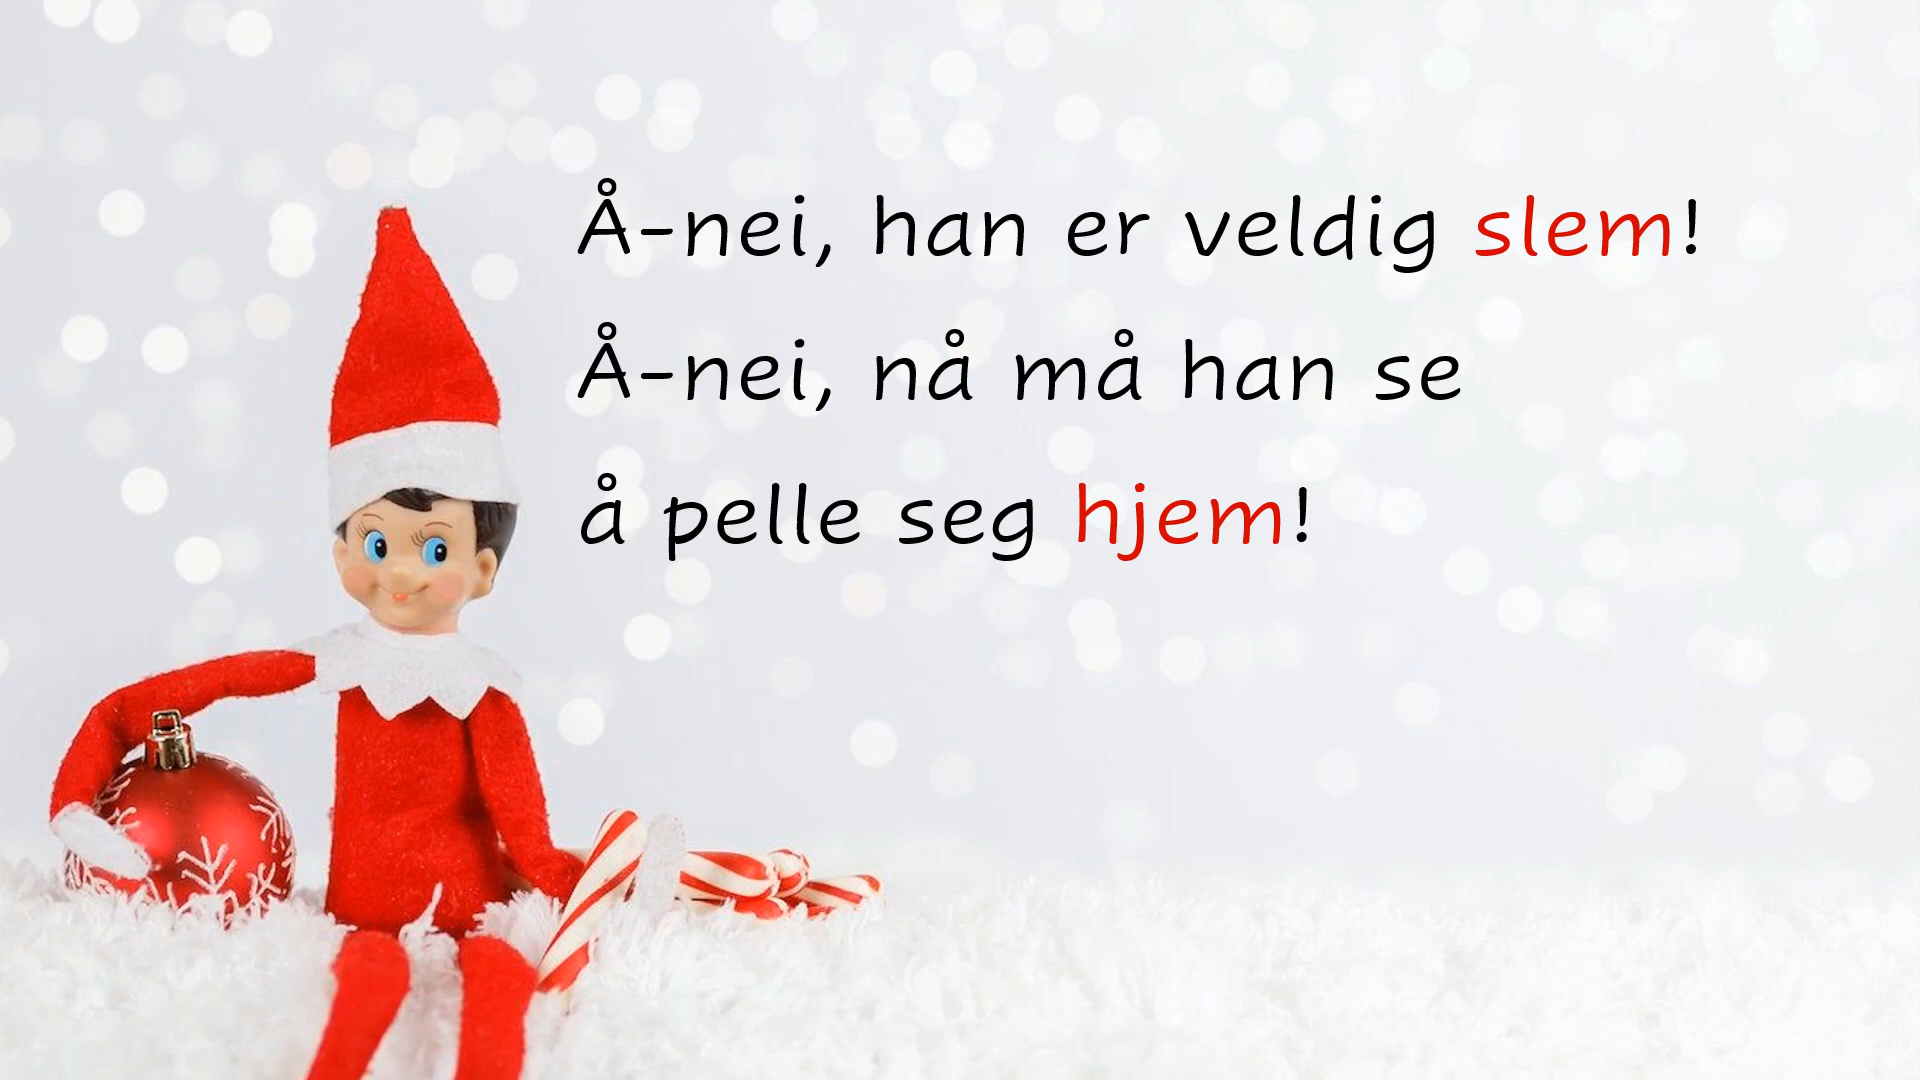 Å-nei, han er veldig slem!
Å-nei, nå må han se
å pelle seg hjem!